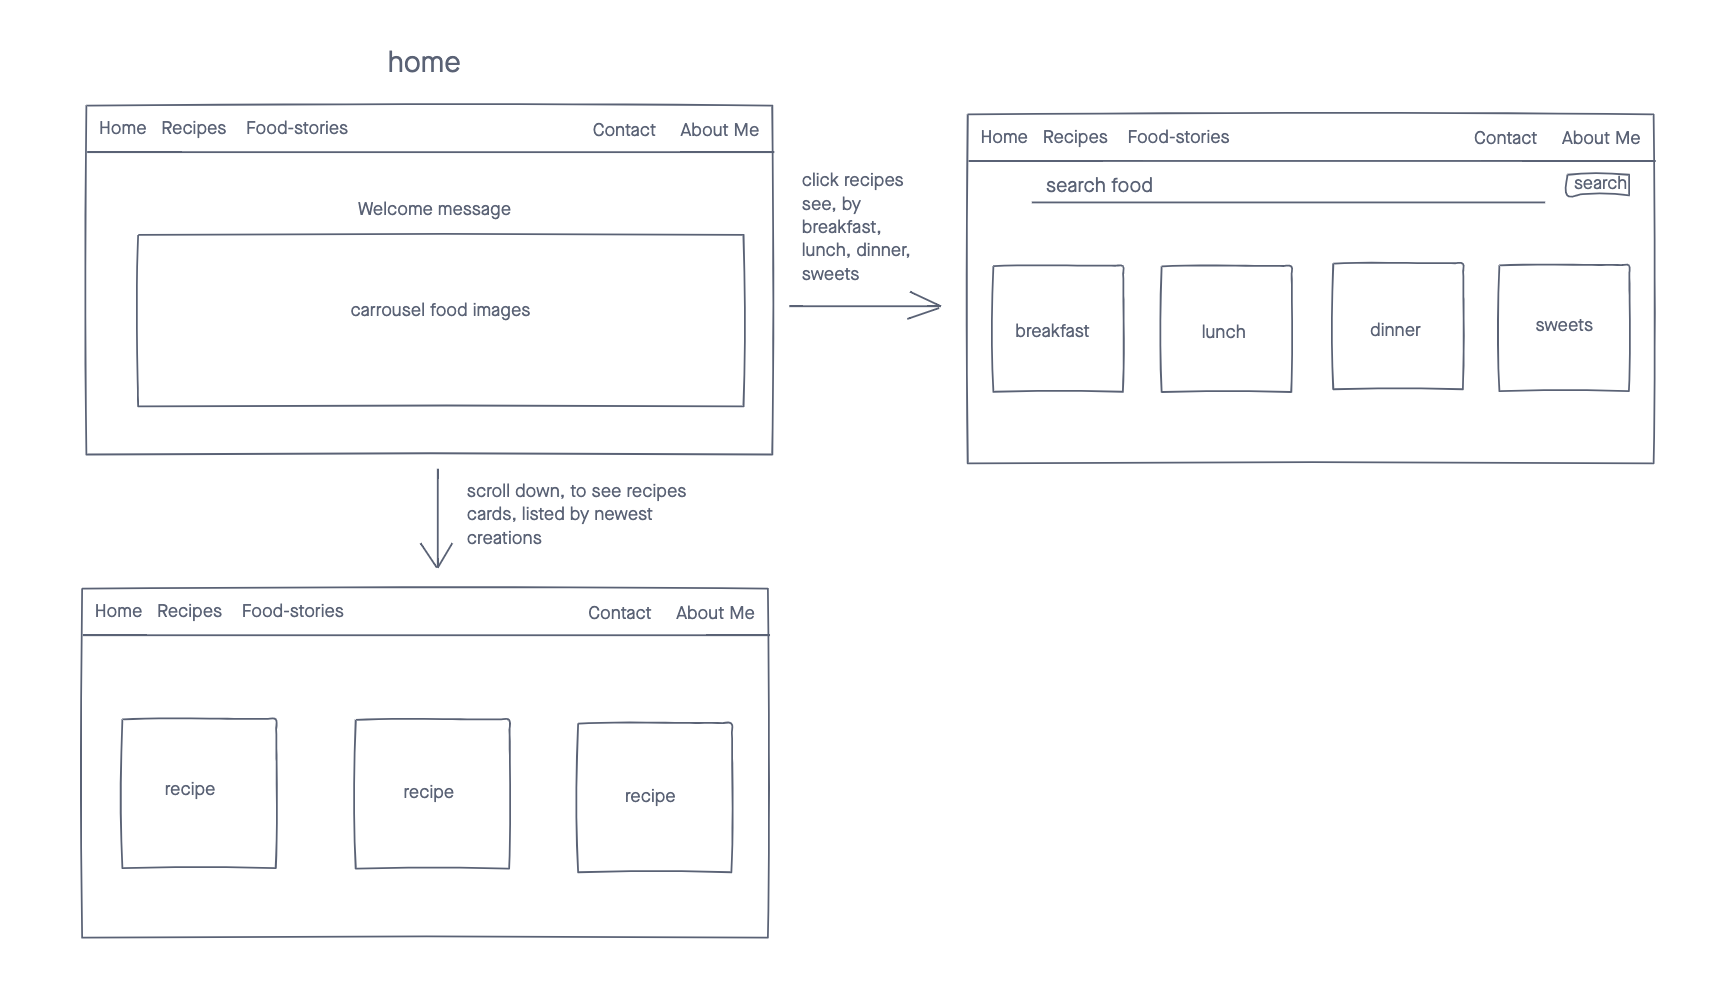 home
Home Recipes Food-stories Contact About Me
Welcome message
carrousel food images
click recipes
see, by
breakfast,
lunch, dinner,
sweets
Home Recipes Food-stories Contact About Me
search food search
breakfast lunch dinner sweets
scroll down, to see recipes
cards, listed by newest
creations
Home Recipes Food-stories Contact About Me
recipe recipe recipe